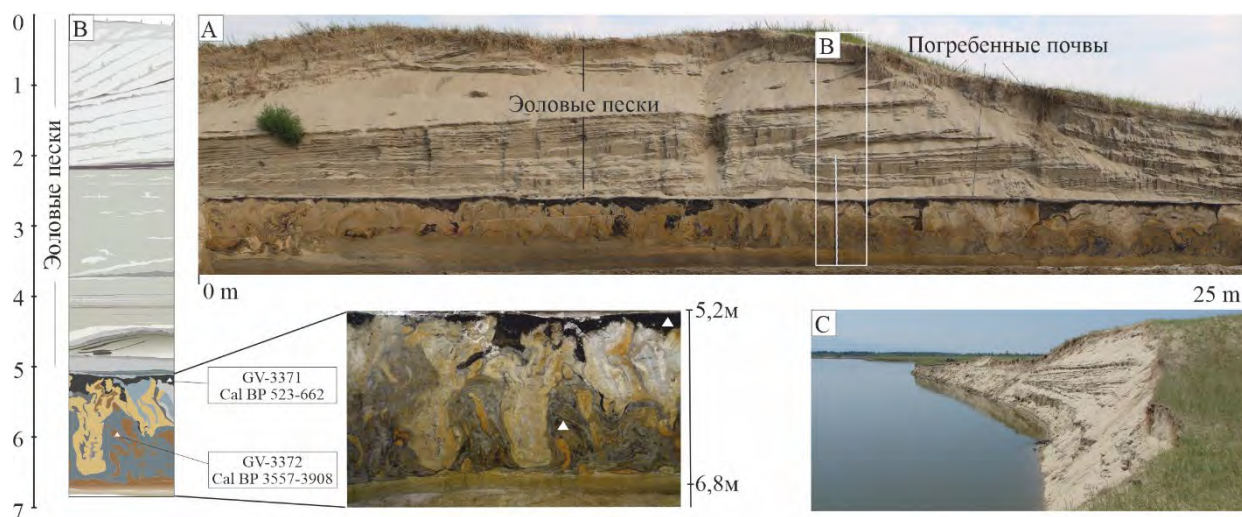 0
1
2
3
4
5
6
7
Эоловые пески
B
A
B
Погребенные почвы
Эоловые пески
0 m
25 m
GV-3371
Cal BP 523-662
GV-3372
Cal BP 3557-3908
5,2м
6,8м
C